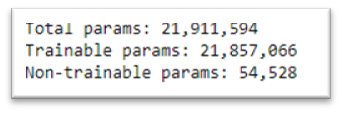 Total params: 21,911,594
Trainable params: 21,857,066
Non-trainable params: 54,528